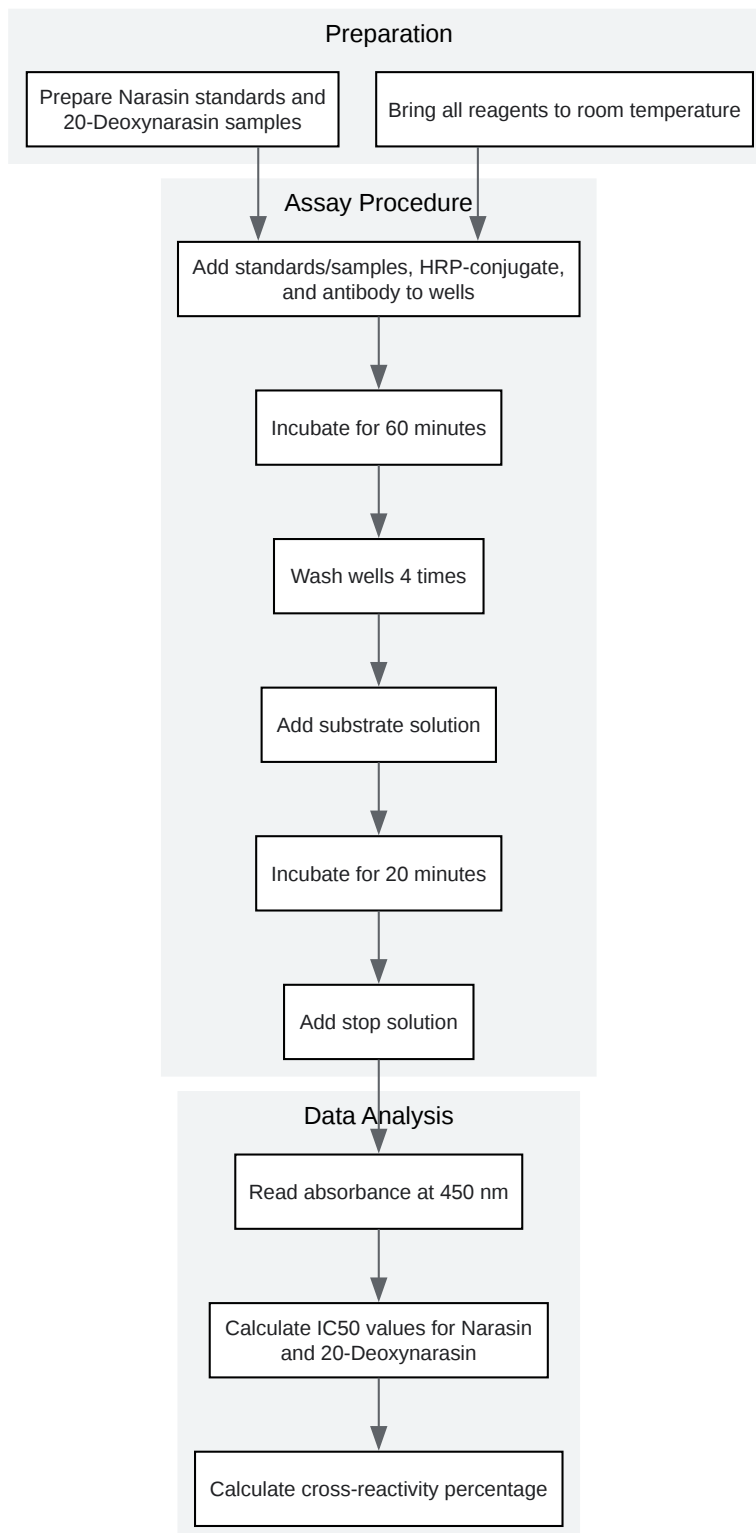 Preparation
Prepare Narasin standards and
20-Deoxynarasin samples
Bring all reagents to room temperature
Assay Procedure
Add standards/samples, HRP-conjugate,
and antibody to wells
Incubate for 60 minutes
Wash wells 4 times
Add substrate solution
Incubate for 20 minutes
Add stop solution
Data Analysis
Read absorbance at 450 nm
Calculate IC50 values for Narasin
and 20-Deoxynarasin
Calculate cross-reactivity percentage